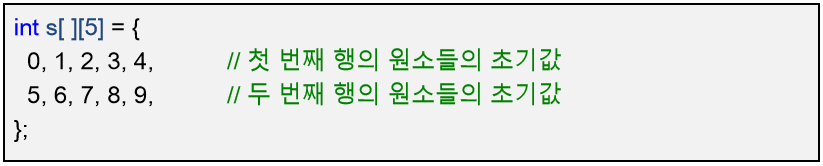 int s[ ][5] = {
0, 1, 2, 3, 4, // 첫 번째 행의 원소들의 초기값
5, 6, 7, 8, 9, // 두 번째 행의 원소들의 초기값
};